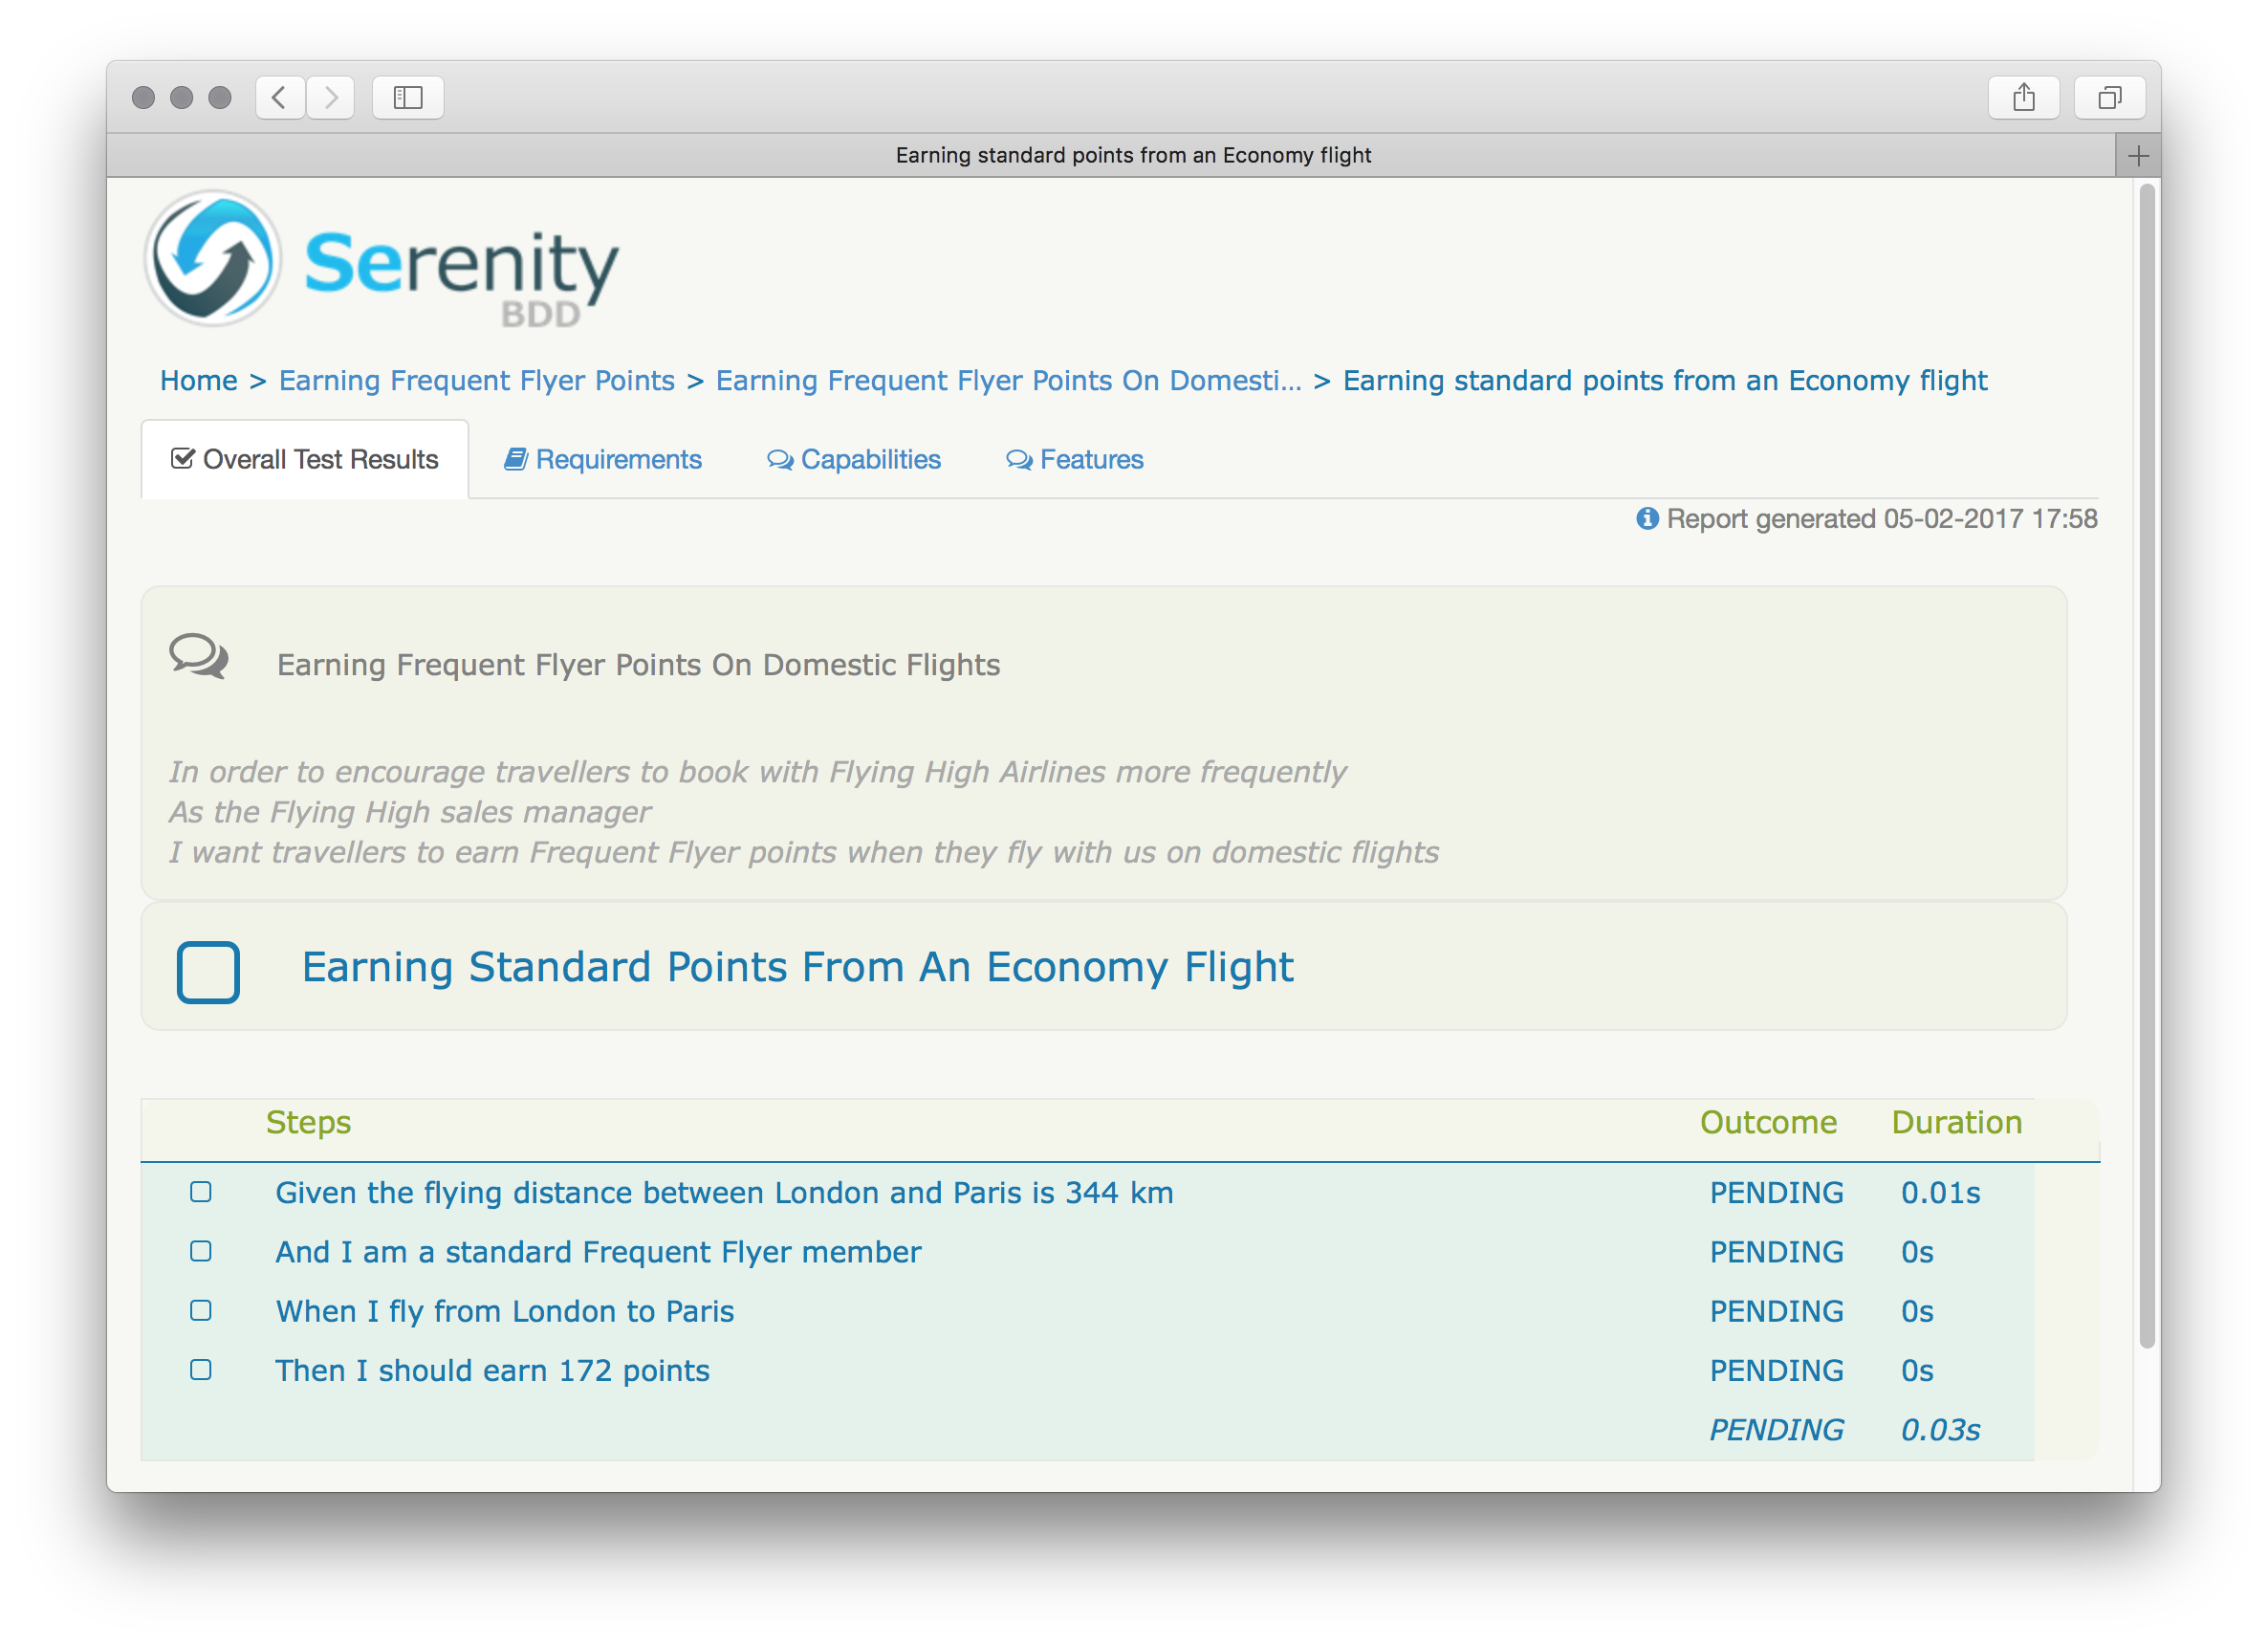 Earning standard points from an Economy flight
Serenity
BDD
Home > Earning Frequent Flyer Points > Earning Frequent Flyer Points On Domesti... > Earning standard points from an Economy flight
Overall Test Results Requirements Capabilities Features
Report generated 05-02-2017 17:58
Earning Frequent Flyer Points On Domestic Flights
In order to encourage travellers to book with Flying High Airlines more frequently
As the Flying High sales manager
I want travellers to earn Frequent Flyer points when they fly with us on domestic flights
Earning Standard Points From An Economy Flight
Steps Outcome Duration
Given the flying distance between London and Paris is 344 km PENDING 0.01s
And I am a standard Frequent Flyer member PENDING 0s
When I fly from London to Paris PENDING 0s
Then I should earn 172 points PENDING 0s
PENDING 0.03s